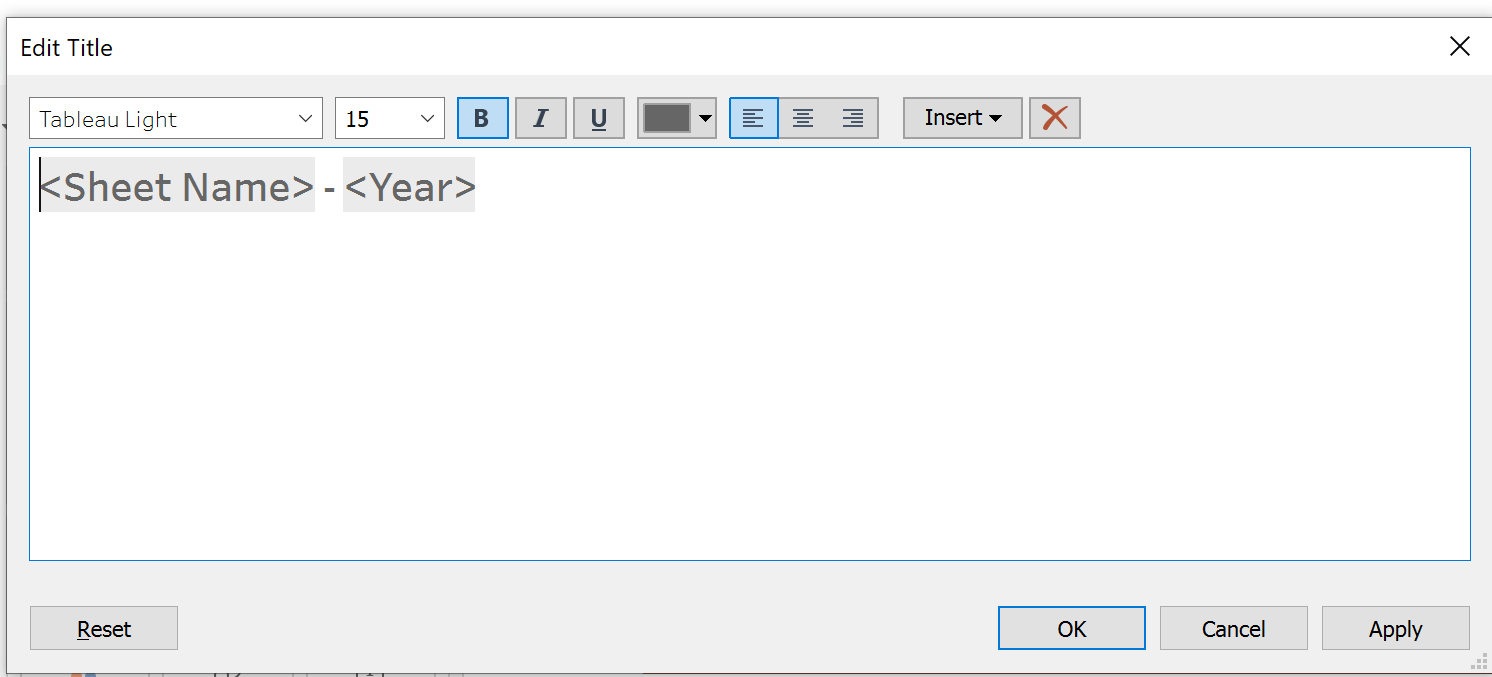 Edit Title
Tableau Light 15 B I U Insert
<Sheet Name> - <Year>
Reset OK Cancel Apply